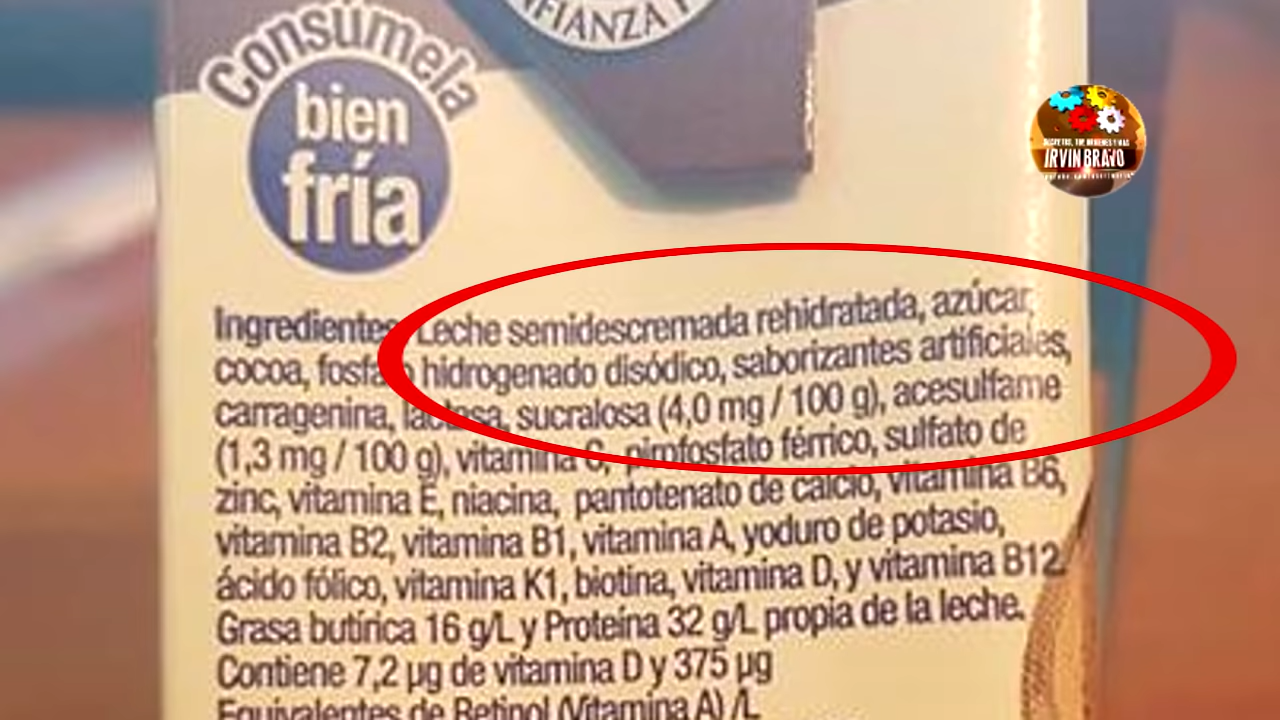 NFIANZA
Consúmela
bien
fría
IRVIN BRAVO
Ingredientes: Leche semidescremada rehidratada, azúcar,
cocoa, fosfato hidrogenado disódico, saborizantes artificiales,
carragenina, lactosa, sucralosa (4,0 mg / 100 g), acesulfame
(1,3 mg / 100 g), vitamina C, pirofosfato férrico, sulfato de
zinc, vitamina E, niacina, pantotenato de calcio, vitamina B6,
vitamina B2, vitamina B1, vitamina A, yoduro de potasio,
ácido fólico, vitamina K1, biotina, vitamina D, y vitamina B12.
Grasa butírica 16 g/L y Proteína 32 g/L propia de la leche.
Contiene 7,2 µg de vitamina D y 375 µg
Equivalentes de Retinol (Vitamina A) /L